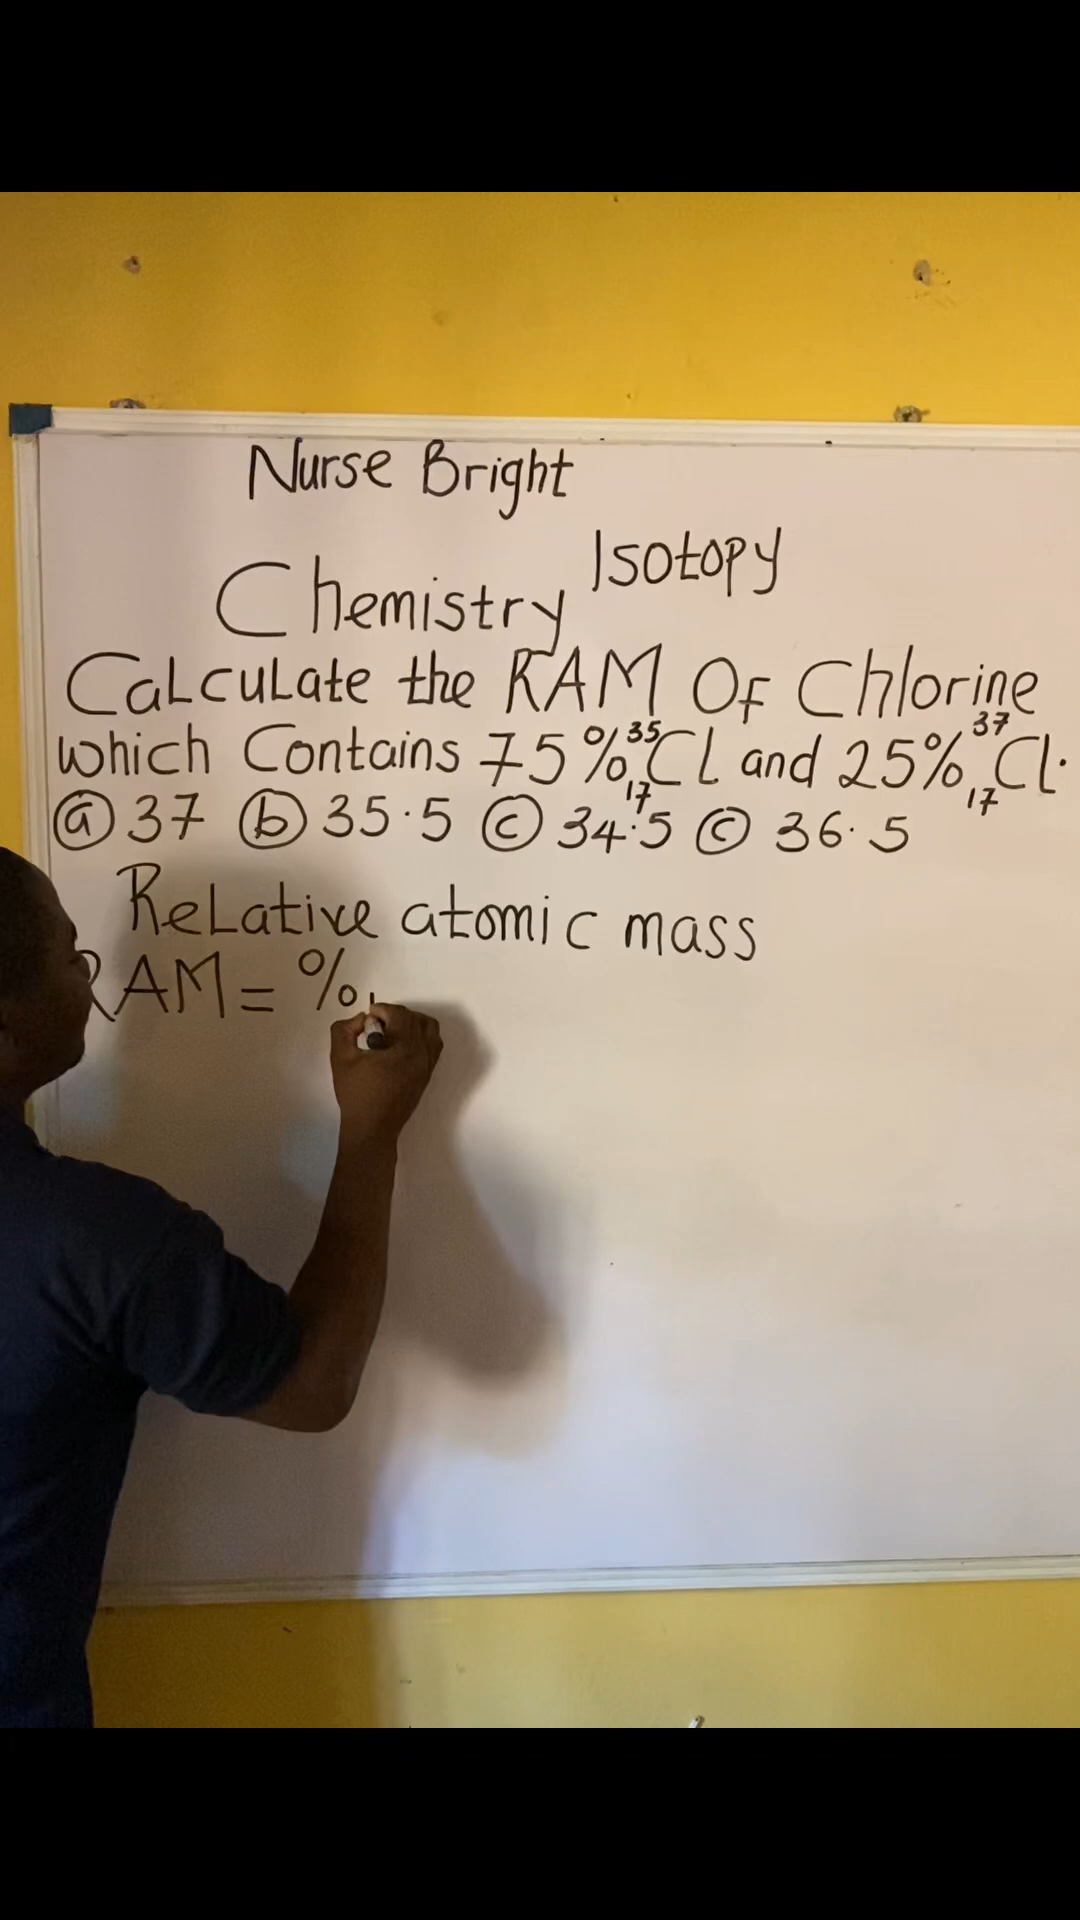 Nurse Bright
Isotopy
Chemistry
Calculate the RAM Of Chlorine
which Contains 75% ³⁵₁₇Cl and 25% ³⁷₁₇Cl.
ⓐ 37 ⓑ 35.5 ⓒ 34.5 ⓒ 36.5
Relative atomic mass
RAM = %